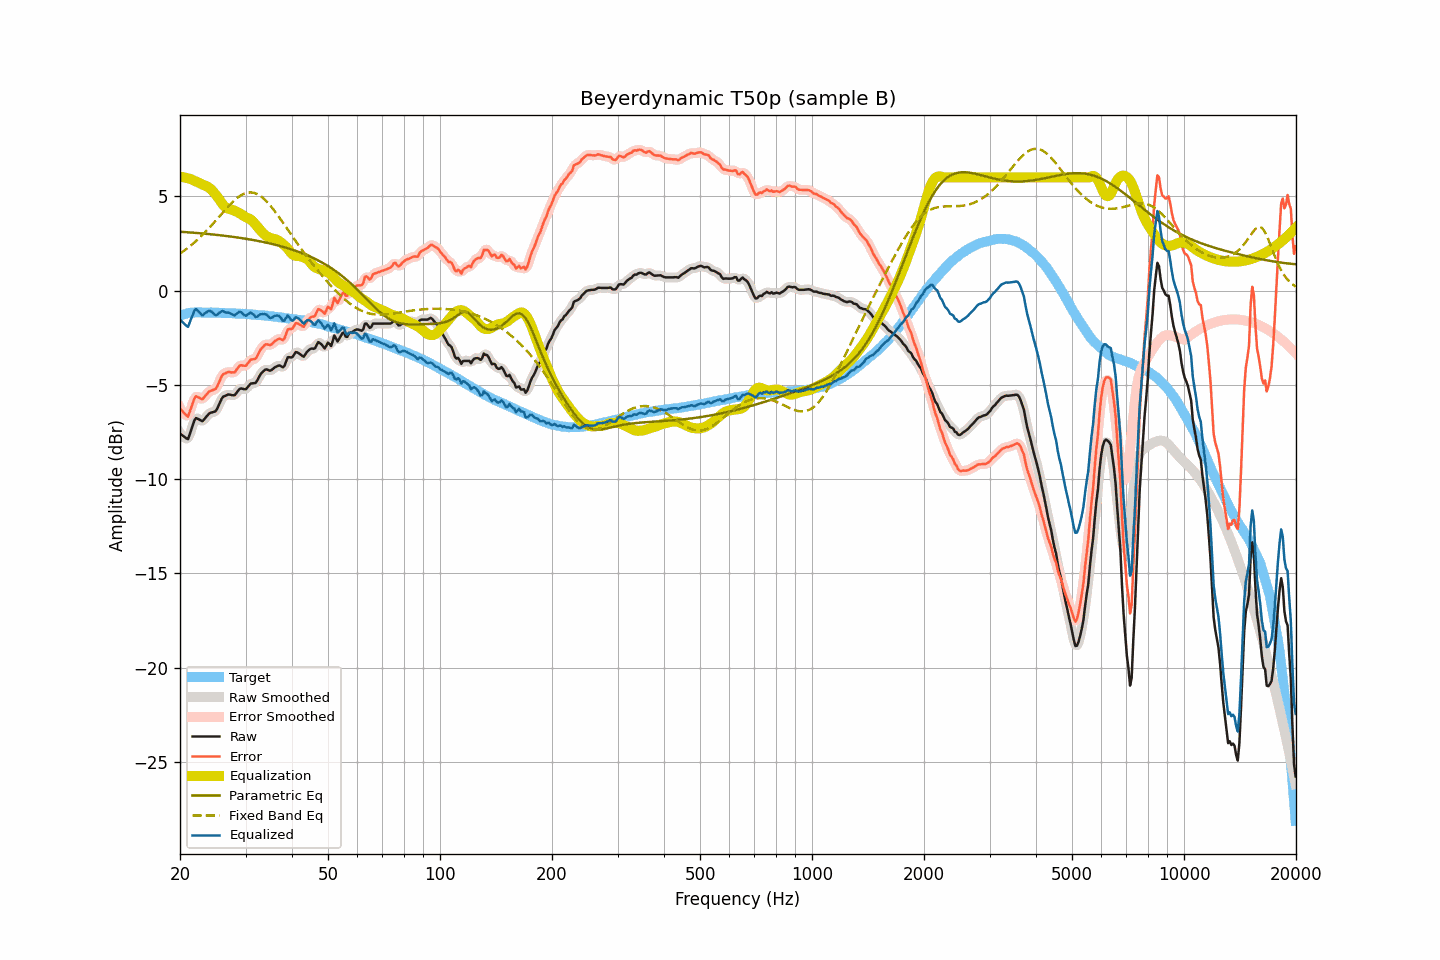 Beyerdynamic T50p (sample B)
Amplitude (dBr)
5
0
−5
−10
−15
−20
−25
Target
Raw Smoothed
Error Smoothed
Raw
Error
Equalization
Parametric Eq
Fixed Band Eq
Equalized
20 50 100 200 500 1000 2000 5000 10000 20000
Frequency (Hz)